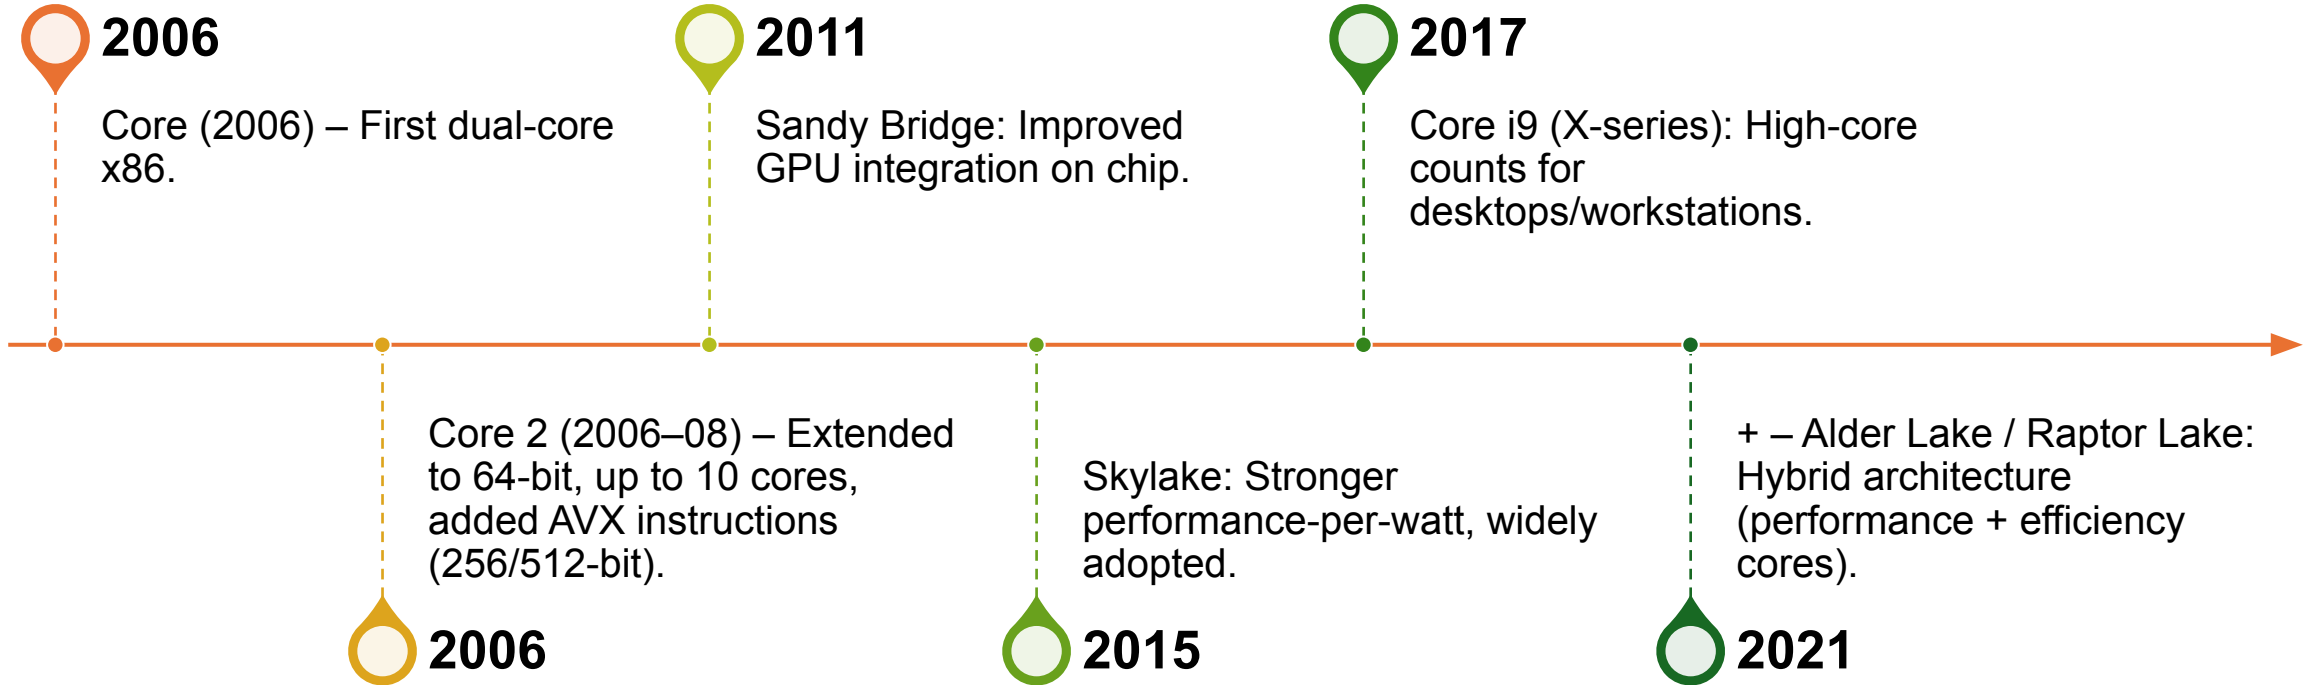 2006
Core (2006) – First dual-core
x86.
Core 2 (2006–08) – Extended
to 64-bit, up to 10 cores,
added AVX instructions
(256/512-bit).
2006
2011
Sandy Bridge: Improved
GPU integration on chip.
Skylake: Stronger
performance-per-watt, widely
adopted.
2015
2017
Core i9 (X-series): High-core
counts for
desktops/workstations.
+ – Alder Lake / Raptor Lake:
Hybrid architecture
(performance + efficiency
cores).
2021